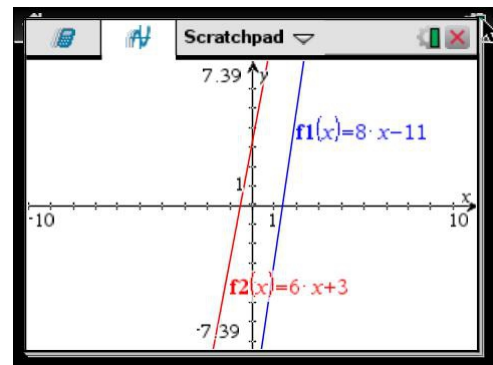 Scratchpad
7.39
y
f1(x)=8·x−11
1
x
-10
1
10
f2(x)=6·x+3
-7.39